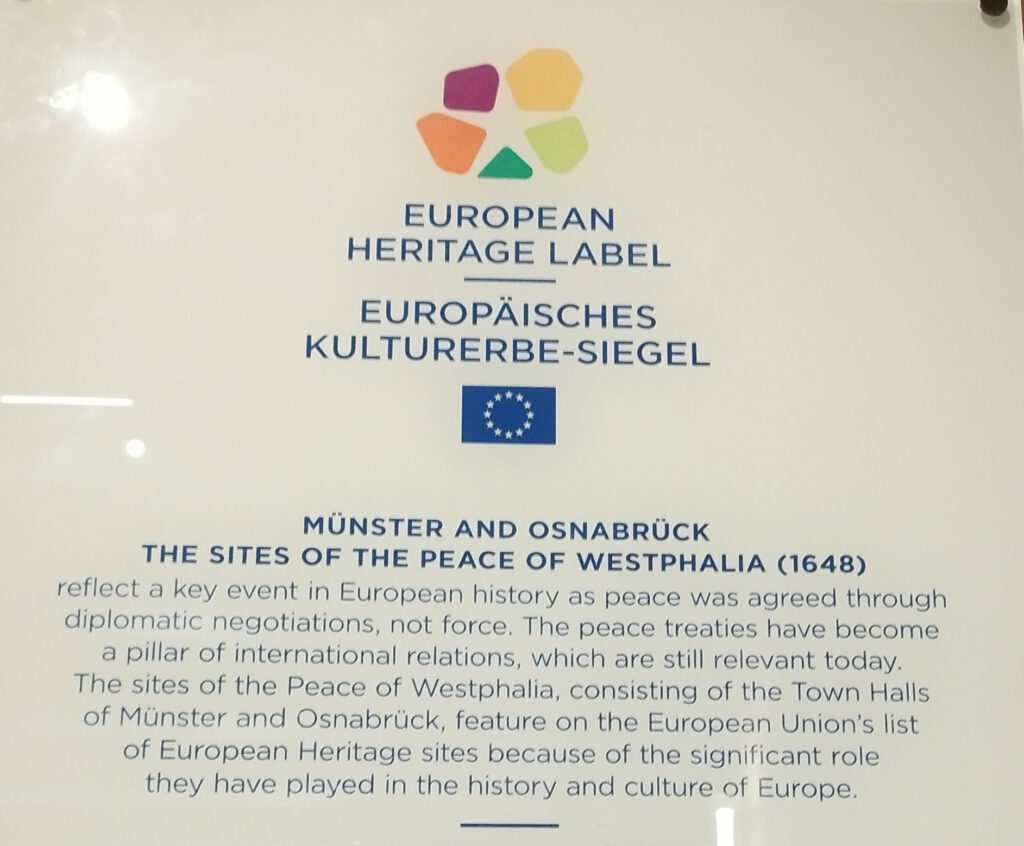 EUROPEAN
HERITAGE LABEL
EUROPÄISCHES
KULTURERBE-SIEGEL
MÜNSTER AND OSNABRÜCK
THE SITES OF THE PEACE OF WESTPHALIA (1648)
reflect a key event in European history as peace was agreed through
diplomatic negotiations, not force. The peace treaties have become
a pillar of international relations, which are still relevant today.
The sites of the Peace of Westphalia, consisting of the Town Halls
of Münster and Osnabrück, feature on the European Union's list
of European Heritage sites because of the significant role
they have played in the history and culture of Europe.